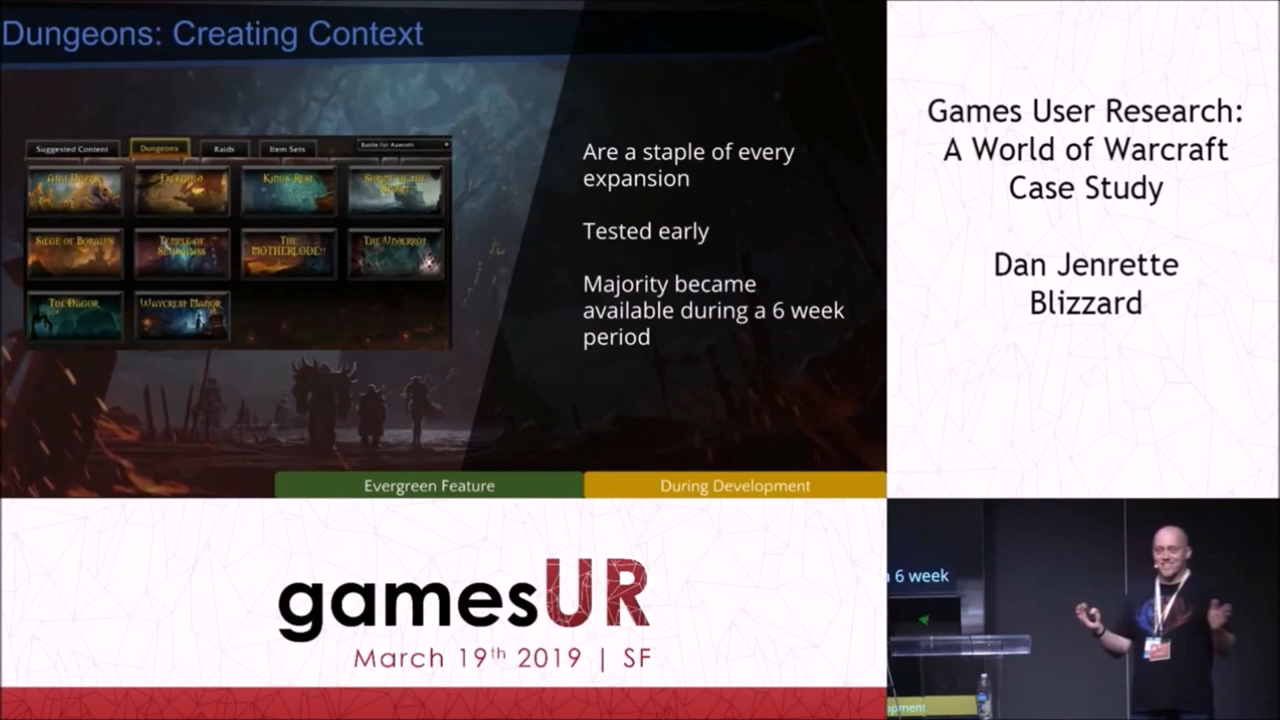 Dungeons: Creating Context
Suggested Content
Dungeons
Raids
Item Sets
Battle for Azeroth
Atal'Dazar
Freehold
Kings' Rest
Shrine of the
Storm
Siege of Boralus
Temple of
Sethraliss
The
MOTHERLODE!!
The Underrot
Tol Dagor
Waycrest Manor
Are a staple of every
expansion
Tested early
Majority became
available during a 6 week
period
Evergreen Feature
During Development
Games User Research:
A World of Warcraft
Case Study
Dan Jenrette
Blizzard
gamesUR
March 19th 2019 | SF
a 6 week
opment